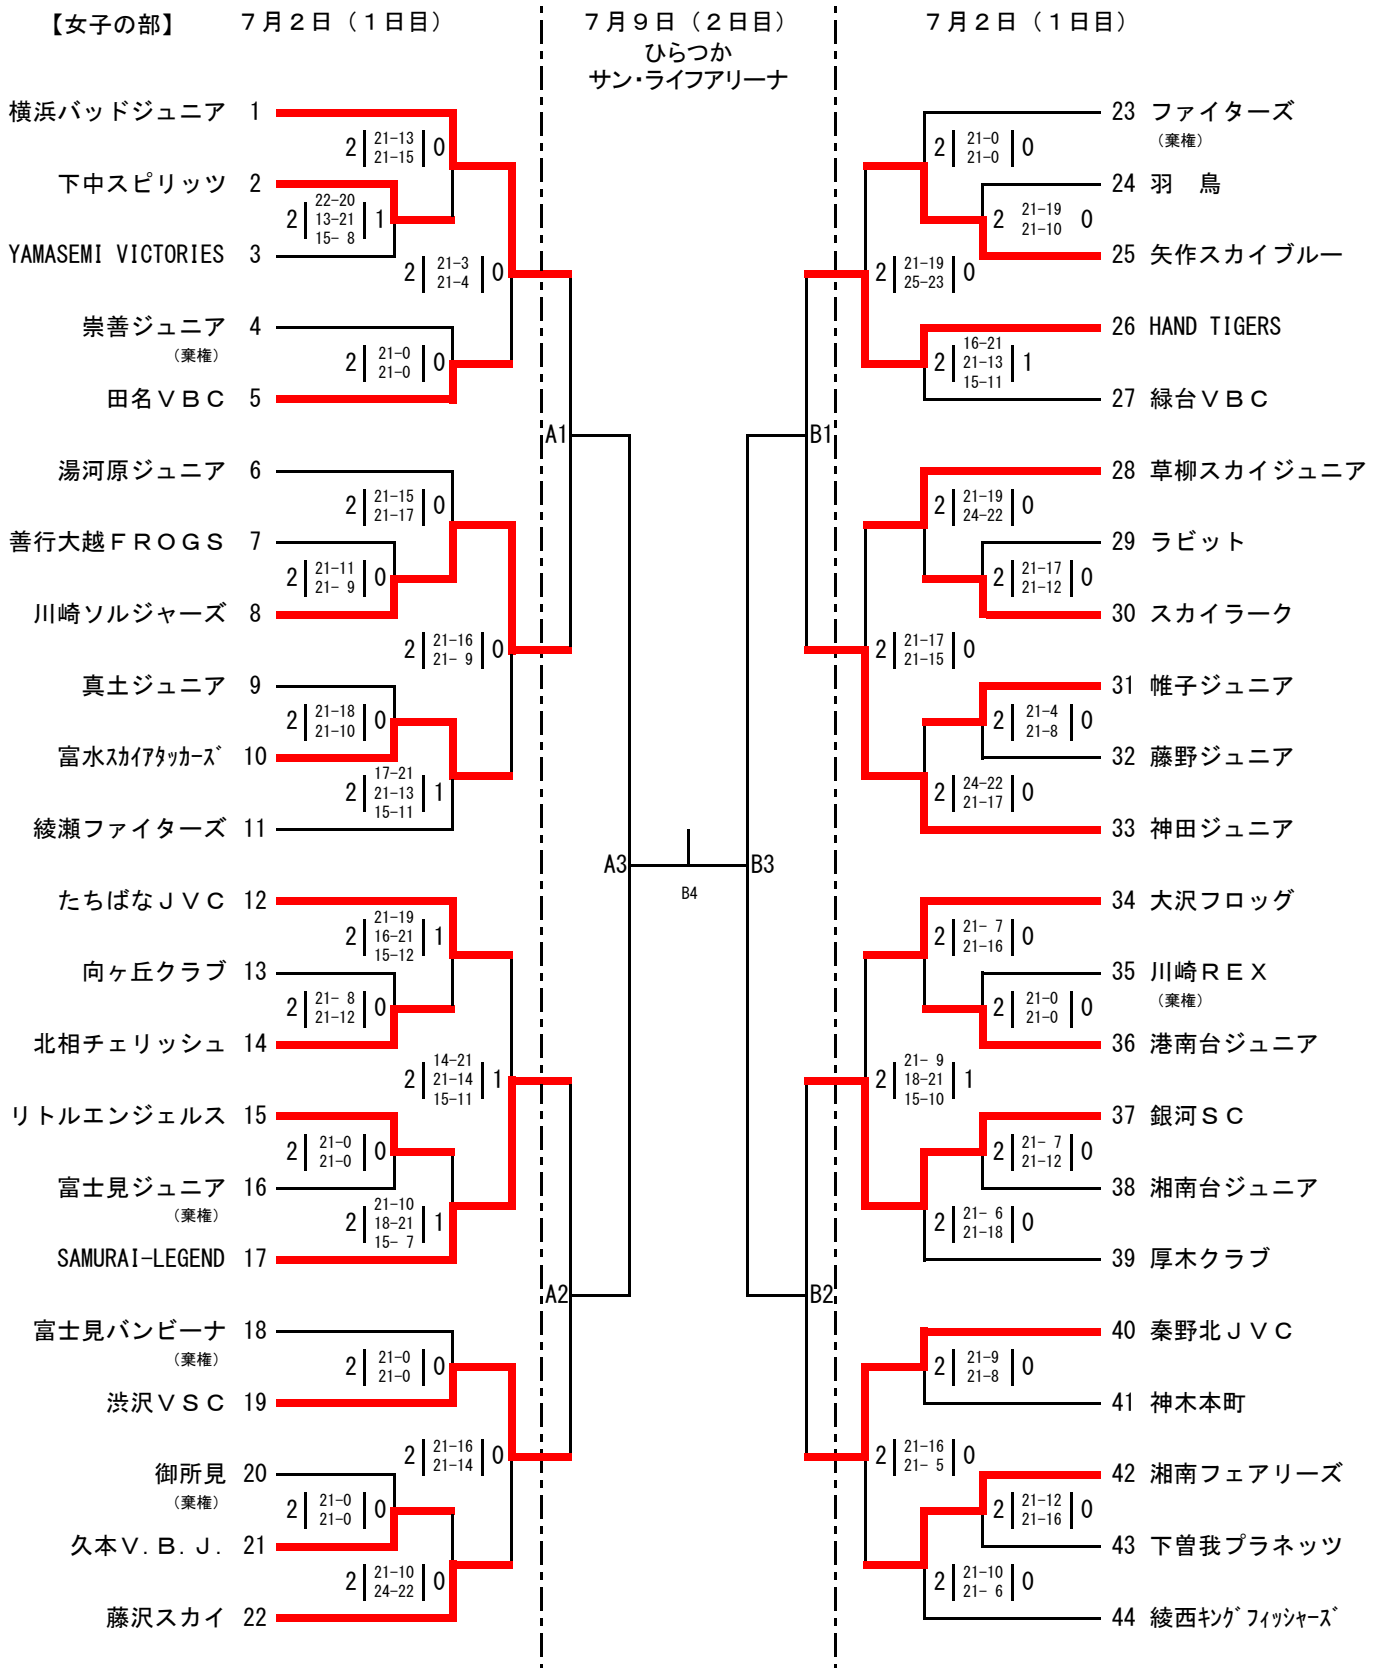 【女子の部】 ７月２日（１日目） ７月９日（２日目） ７月２日（１日目）
ひらつか
サン・ライフアリーナ
横浜バッドジュニア 1
2 21-13 0
21-15
下中スピリッツ 2
22-20
2 13-21 1
15- 8
YAMASEMI VICTORIES 3
2 21-3 0
21-4
崇善ジュニア 4
（棄権）
2 21-0 0
21-0
田名ＶＢＣ 5
A1
湯河原ジュニア 6
2 21-15 0
21-17
善行大越ＦＲＯＧＳ 7
2 21-11 0
21- 9
川崎ソルジャーズ 8
2 21-16 0
21- 9
真土ジュニア 9
2 21-18 0
21-10
富水ｽｶｲｱﾀｯｶｰｽﾞ 10
17-21
2 21-13 1
15-11
綾瀬ファイターズ 11
A3
たちばなＪＶＣ 12
21-19
2 16-21 1
15-12
向ヶ丘クラブ 13
2 21- 8 0
21-12
北相チェリッシュ 14
14-21
2 21-14 1
15-11
リトルエンジェルス 15
2 21-0 0
21-0
富士見ジュニア 16
（棄権）
21-10
2 18-21 1
15- 7
SAMURAI-LEGEND 17
A2
富士見バンビーナ 18
（棄権）
2 21-0 0
21-0
渋沢ＶＳＣ 19
2 21-16 0
21-14
御所見 20
（棄権）
2 21-0 0
21-0
久本Ｖ．Ｂ．Ｊ． 21
2 21-10 0
24-22
藤沢スカイ 22
B4
23 ファイターズ
（棄権）
2 21-0 0
21-0
24 羽　鳥
2 21-19 0
21-10
25 矢作スカイブルー
2 21-19 0
25-23
26 HAND TIGERS
16-21
2 21-13 1
15-11
27 緑台ＶＢＣ
B1
28 草柳スカイジュニア
2 21-19 0
24-22
29 ラビット
2 21-17 0
21-12
30 スカイラーク
2 21-17 0
21-15
31 帷子ジュニア
2 21-4 0
21-8
32 藤野ジュニア
2 24-22 0
21-17
33 神田ジュニア
B3
34 大沢フロッグ
2 21- 7 0
21-16
35 川崎ＲＥＸ
（棄権）
2 21-0 0
21-0
36 港南台ジュニア
21- 9
2 18-21 1
15-10
37 銀河ＳＣ
2 21- 7 0
21-12
38 湘南台ジュニア
2 21- 6 0
21-18
39 厚木クラブ
B2
40 秦野北ＪＶＣ
2 21-9 0
21-8
41 神木本町
2 21-16 0
21- 5
42 湘南フェアリーズ
2 21-12 0
21-16
43 下曽我プラネッツ
2 21-10 0
21- 6
44 綾西ｷﾝｸﾞﾌｨｯｼｬｰｽﾞ